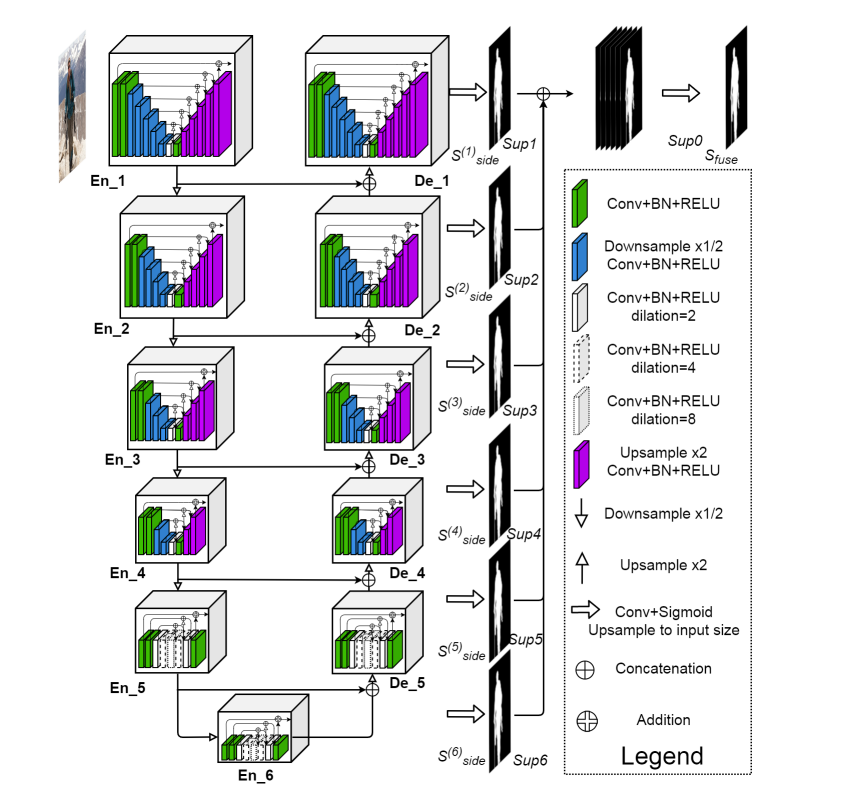 En_1
De_1
S(1)side
Sup1
Sup0
Sfuse
En_2
De_2
S(2)side
Sup2
En_3
De_3
S(3)side
Sup3
En_4
De_4
S(4)side
Sup4
En_5
De_5
S(5)side
Sup5
En_6
S(6)side
Sup6
Conv+BN+RELU
Downsample x1/2
Conv+BN+RELU
Conv+BN+RELU
dilation=2
Conv+BN+RELU
dilation=4
Conv+BN+RELU
dilation=8
Upsample x2
Conv+BN+RELU
Downsample x1/2
Upsample x2
Conv+Sigmoid
Upsample to input size
Concatenation
Addition
Legend